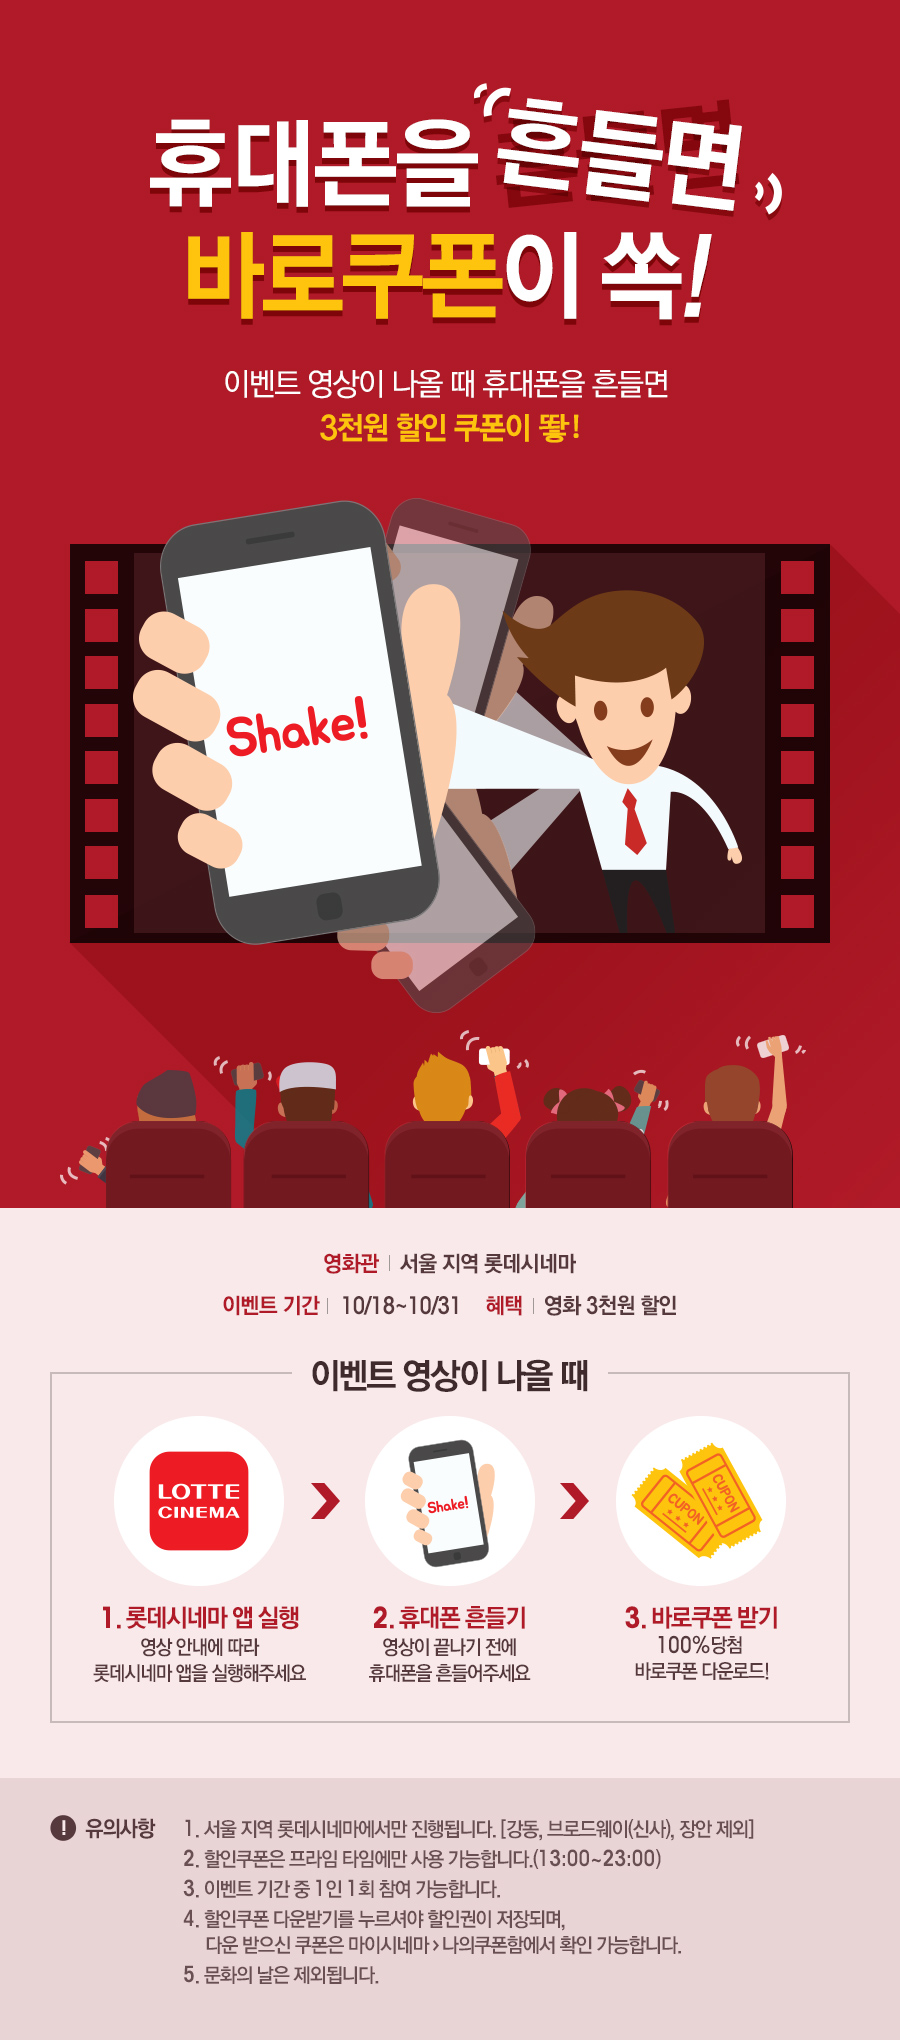 휴대폰을 흔들면
바로쿠폰이 쏙!
이벤트 영상이 나올 때 휴대폰을 흔들면
3천원 할인 쿠폰이 똻!
Shake!
영화관 | 서울 지역 롯데시네마
이벤트 기간 | 10/18~10/31 혜택 | 영화 3천원 할인
이벤트 영상이 나올 때
LOTTE
CINEMA
Shake!
CUPON
CUPON
1. 롯데시네마 앱 실행
영상 안내에 따라
롯데시네마 앱을 실행해주세요
2. 휴대폰 흔들기
영상이 끝나기 전에
휴대폰을 흔들어주세요
3. 바로쿠폰 받기
100%당첨
바로쿠폰 다운로드!
! 유의사항
1. 서울 지역 롯데시네마에서만 진행됩니다. [강동, 브로드웨이(신사), 장안 제외]
2. 할인쿠폰은 프라임 타임에만 사용 가능합니다.(13:00~23:00)
3. 이벤트 기간 중 1인 1회 참여 가능합니다.
4. 할인쿠폰 다운받기를 누르셔야 할인권이 저장되며,
다운 받으신 쿠폰은 마이시네마 > 나의쿠폰함에서 확인 가능합니다.
5. 문화의 날은 제외됩니다.